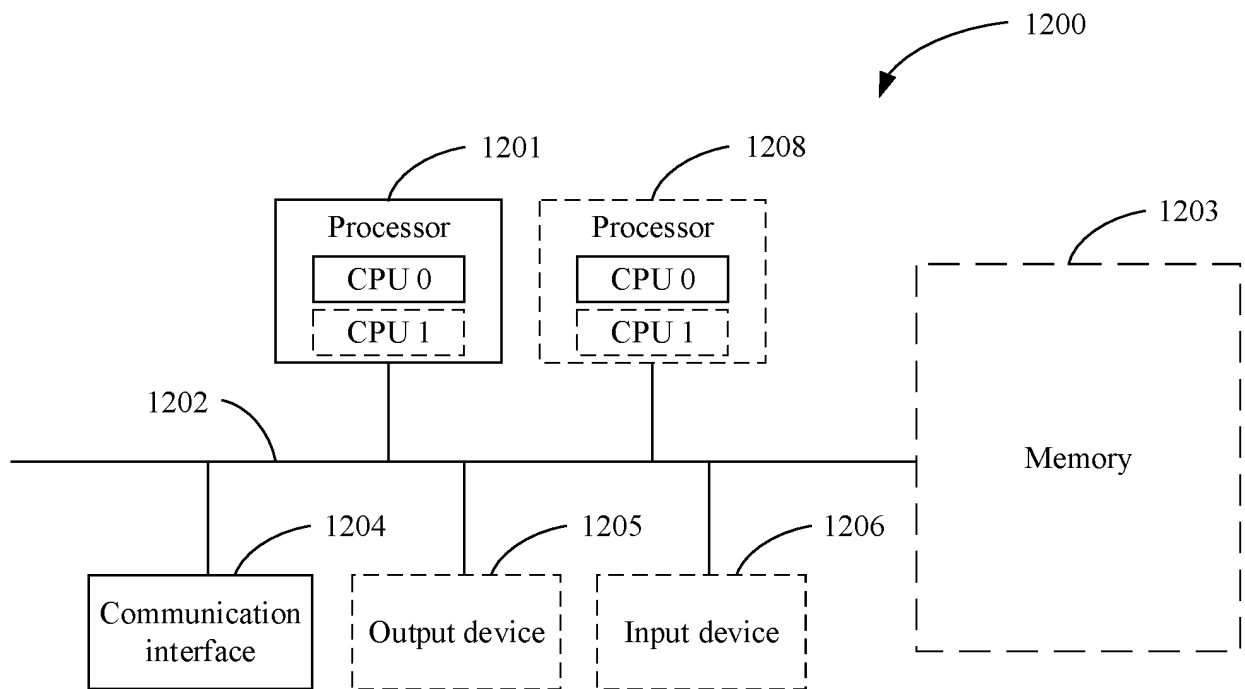 1200
1201
1208
1203
Processor
Processor
CPU 0
CPU 0
CPU 1
CPU 1
1202
Memory
1204
1205
1206
Communication
interface
Output device
Input device